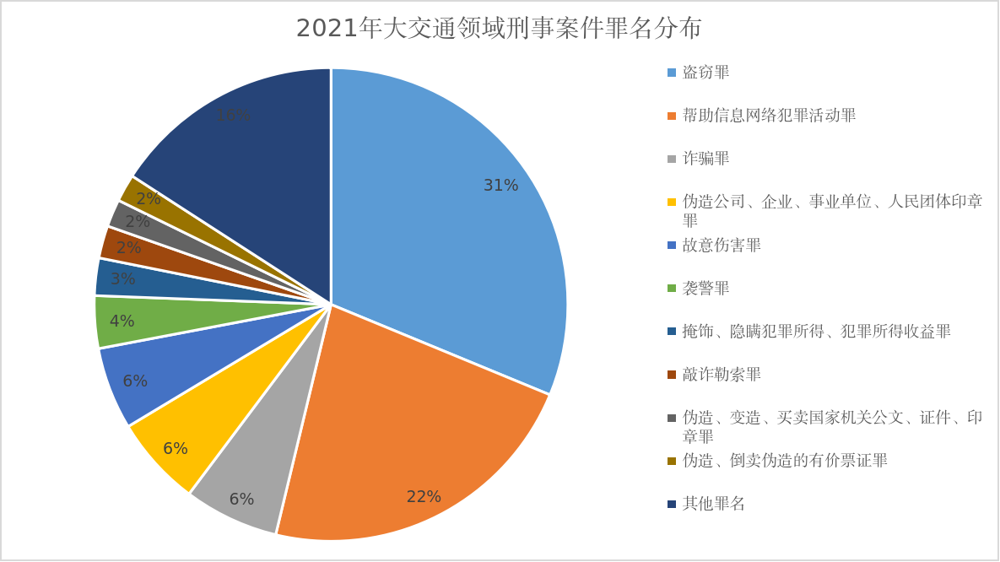 2021年大交通领域刑事案件罪名分布
31%
22%
6%
6%
6%
4%
3%
2%
2%
2%
16%
盗窃罪
帮助信息网络犯罪活动罪
诈骗罪
伪造公司、企业、事业单位、人民团体印章
罪
故意伤害罪
袭警罪
掩饰、隐瞒犯罪所得、犯罪所得收益罪
敲诈勒索罪
伪造、变造、买卖国家机关公文、证件、印
章罪
伪造、倒卖伪造的有价票证罪
其他罪名